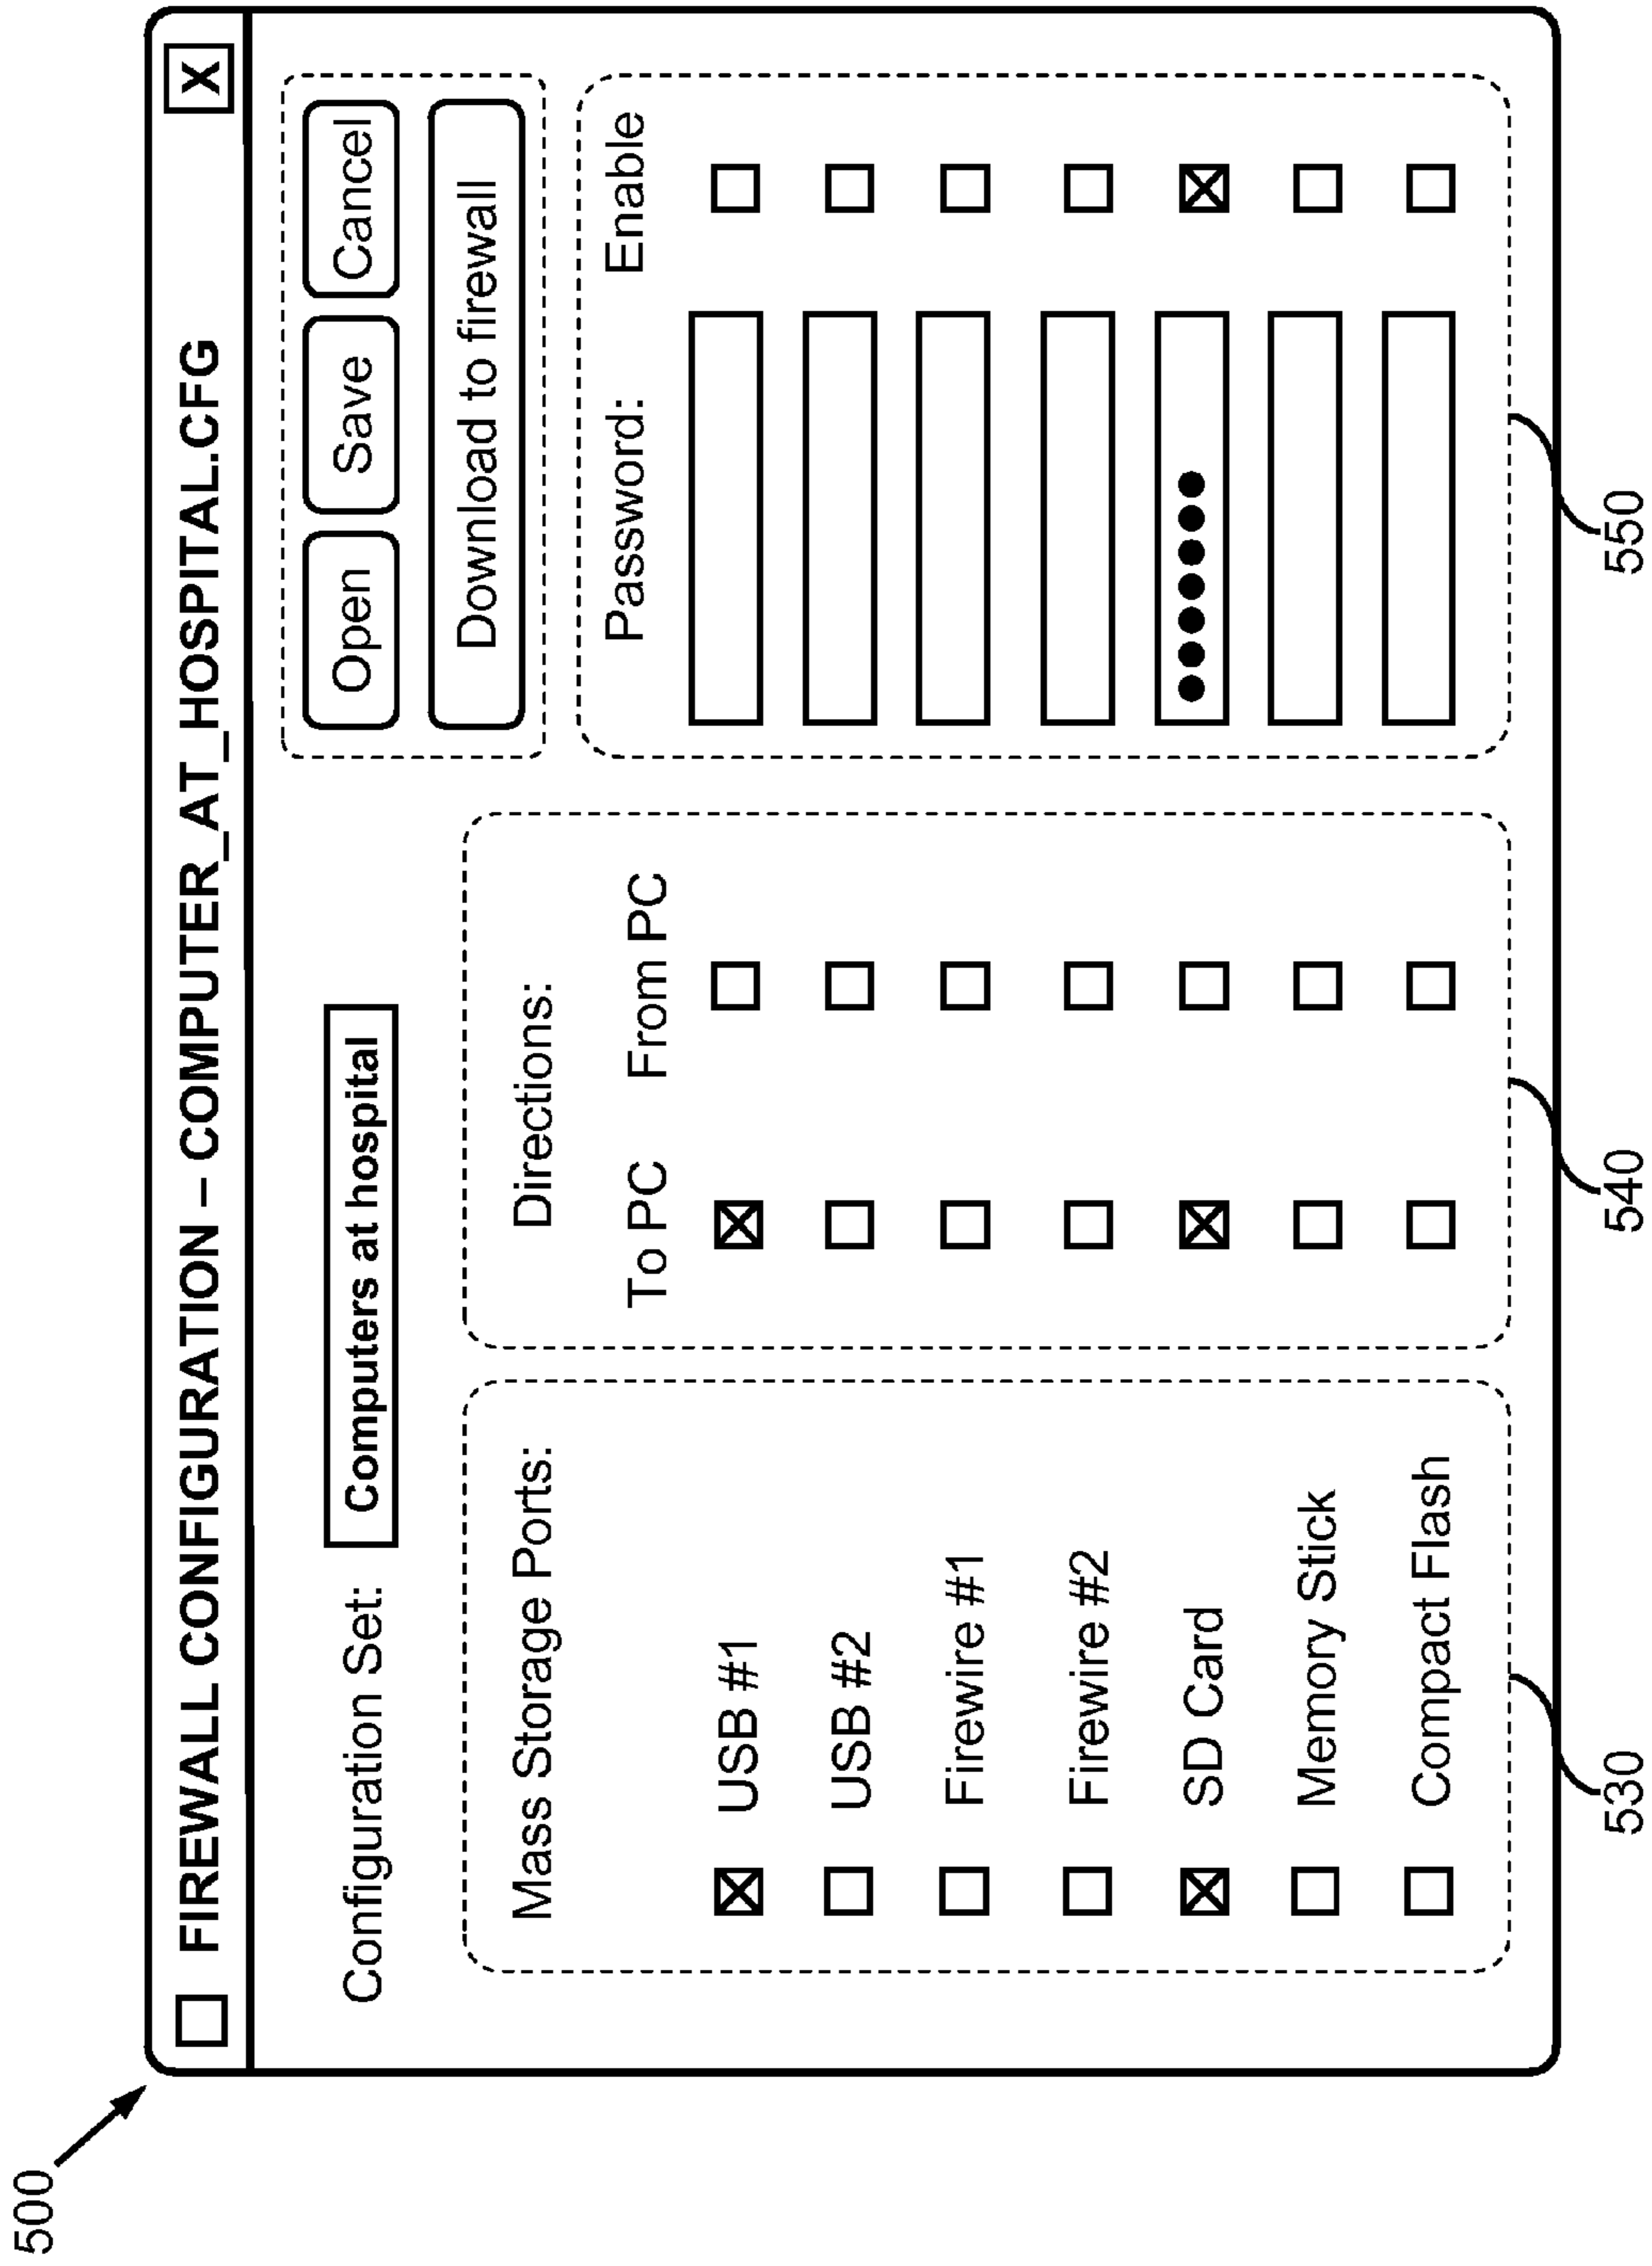 500
FIREWALL CONFIGURATION – COMPUTER_AT_HOSPITAL.CFG X
Configuration Set: Computers at hospital
Open Save Cancel
Download to firewall
Mass Storage Ports:
Directions:
To PC From PC
Password: Enable
USB #1
USB #2
Firewire #1
Firewire #2
SD Card ●●●●●●●
Memory Stick
Compact Flash
530 540 550